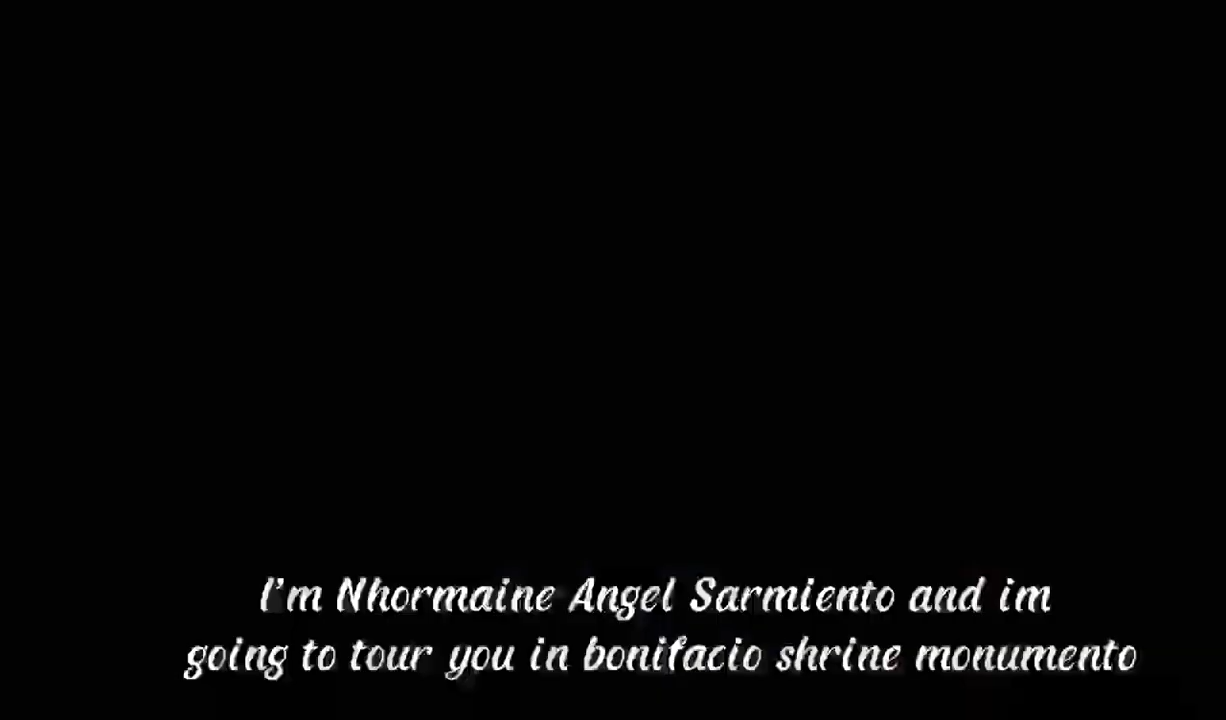 I'm Nhormaine Angel Sarmiento and im
going to tour you in bonifacio shrine monumento